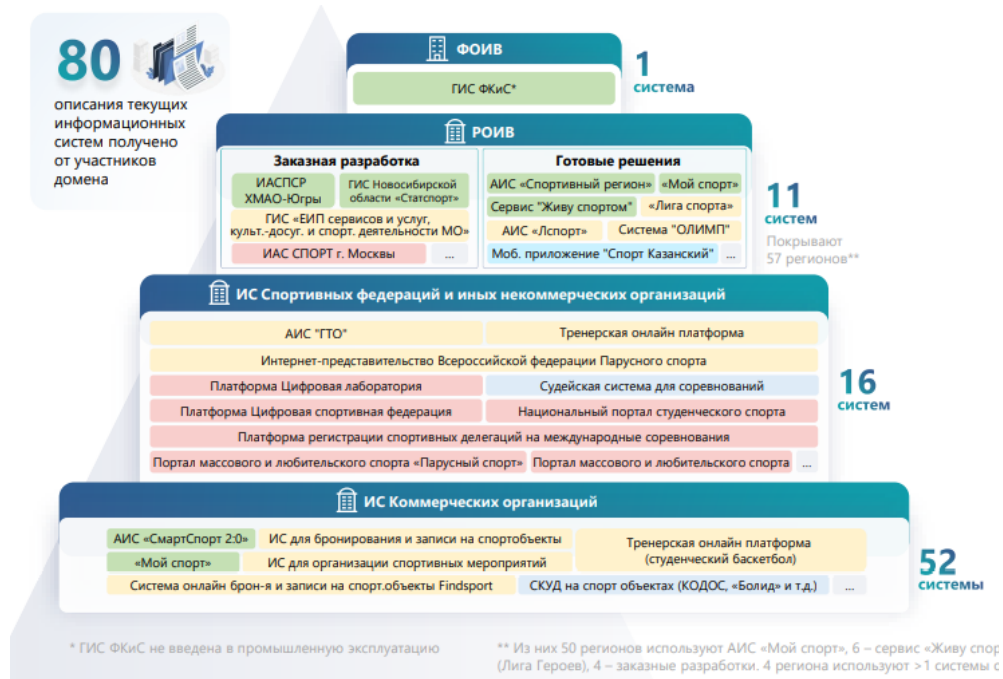 80
описания текущих
информационных
систем получено
от участников
домена
ФОИВ
ГИС ФКиС*
1
система
РОИВ
Заказная разработка
ИАСПСР
ХМАО-Югры
ГИС Новосибирской
области «Статспорт»
ГИС «ЕИП сервисов и услуг,
культ.-досуг. и спорт. деятельности МО»
ИАС СПОРТ г. Москвы
...
Готовые решения
АИС «Спортивный регион»
«Мой спорт»
Сервис "Живу спортом"
«Лига спорта»
АИС «Лспорт»
Система "ОЛИМП"
Моб. приложение "Спорт Казанский"
...
11
систем
Покрывают
57 регионов**
ИС Спортивных федераций и иных некоммерческих организаций
АИС "ГТО"
Тренерская онлайн платформа
Интернет-представительство Всероссийской федерации Парусного спорта
Платформа Цифровая лаборатория
Судейская система для соревнований
Платформа Цифровая спортивная федерация
Национальный портал студенческого спорта
Платформа регистрации спортивных делегаций на международные соревнования
Портал массового и любительского спорта «Парусный спорт»
Портал массового и любительского спорта
...
16
систем
ИС Коммерческих организаций
АИС «СмартСпорт 2:0»
ИС для бронирования и записи на спортобъекты
Тренерская онлайн платформа
(студенческий баскетбол)
«Мой спорт»
ИС для организации спортивных мероприятий
Система онлайн брон-я и записи на спорт.объекты Findsport
СКУД на спорт объектах (КОДОС, «Болид» и т.д.)
...
52
системы
* ГИС ФКиС не введена в промышленную эксплуатацию
** Из них 50 регионов используют АИС «Мой спорт», 6 – сервис «Живу спор
(Лига Героев), 4 – заказные разработки. 4 региона используют >1 системы с